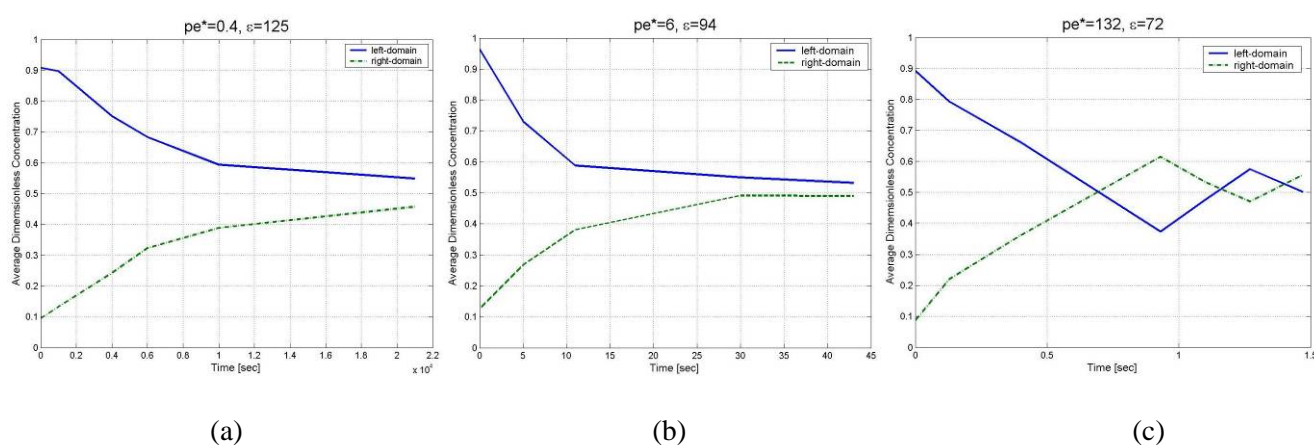 pe*=0.4, ε=125
left-domain
right-domain
Average Dimemsionless Concentration
1
0.9
0.8
0.7
0.6
0.5
0.4
0.3
0.2
0.1
0
0 0.2 0.4 0.6 0.8 1 1.2 1.4 1.6 1.8 2 2.2
Time [sec]
(a)
pe*=6, ε=94
left-domain
right-domain
Average Dimemsionless Concentration
1
0.9
0.8
0.7
0.6
0.5
0.4
0.3
0.2
0.1
0
0 5 10 15 20 25 30 35 40 45
Time [sec]
(b)
pe*=132, ε=72
left-domain
right-domain
Average Dimemsionless Concentration
1
0.9
0.8
0.7
0.6
0.5
0.4
0.3
0.2
0.1
0
0 0.5 1 1.5
Time [sec]
(c)